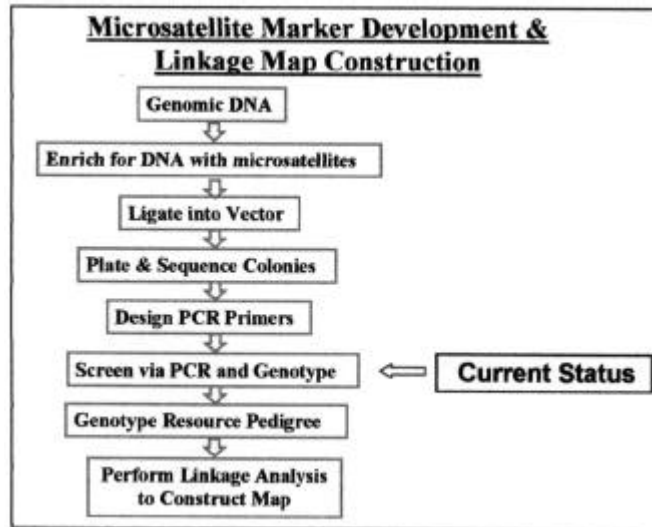 Microsatellite Marker Development &
Linkage Map Construction
Genomic DNA
Enrich for DNA with microsatellites
Ligate into Vector
Plate & Sequence Colonies
Design PCR Primers
Screen via PCR and Genotype
Current Status
Genotype Resource Pedigree
Perform Linkage Analysis
to Construct Map